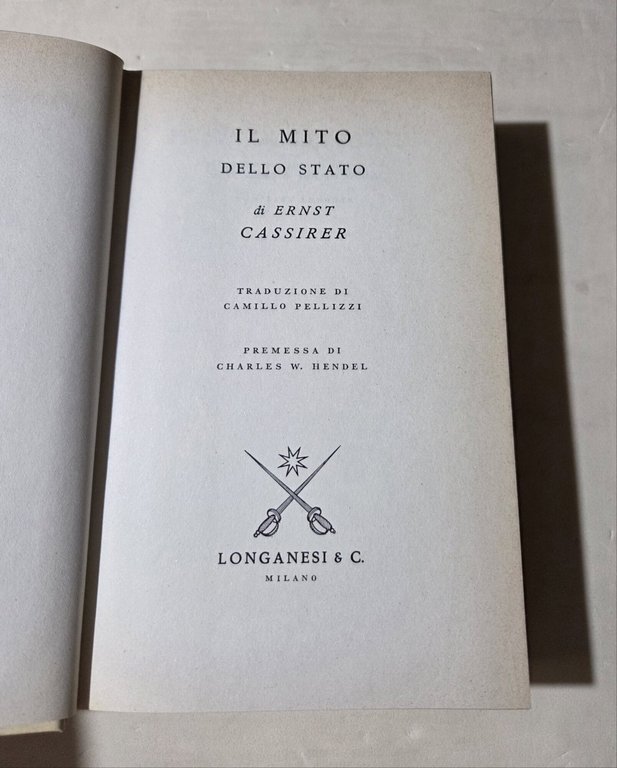 IL MITO
DELLO STATO
di ERNST
CASSIRER
TRADUZIONE DI
CAMILLO PELLIZZI
PREMESSA DI
CHARLES W. HENDEL
LONGANESI & C.
MILANO